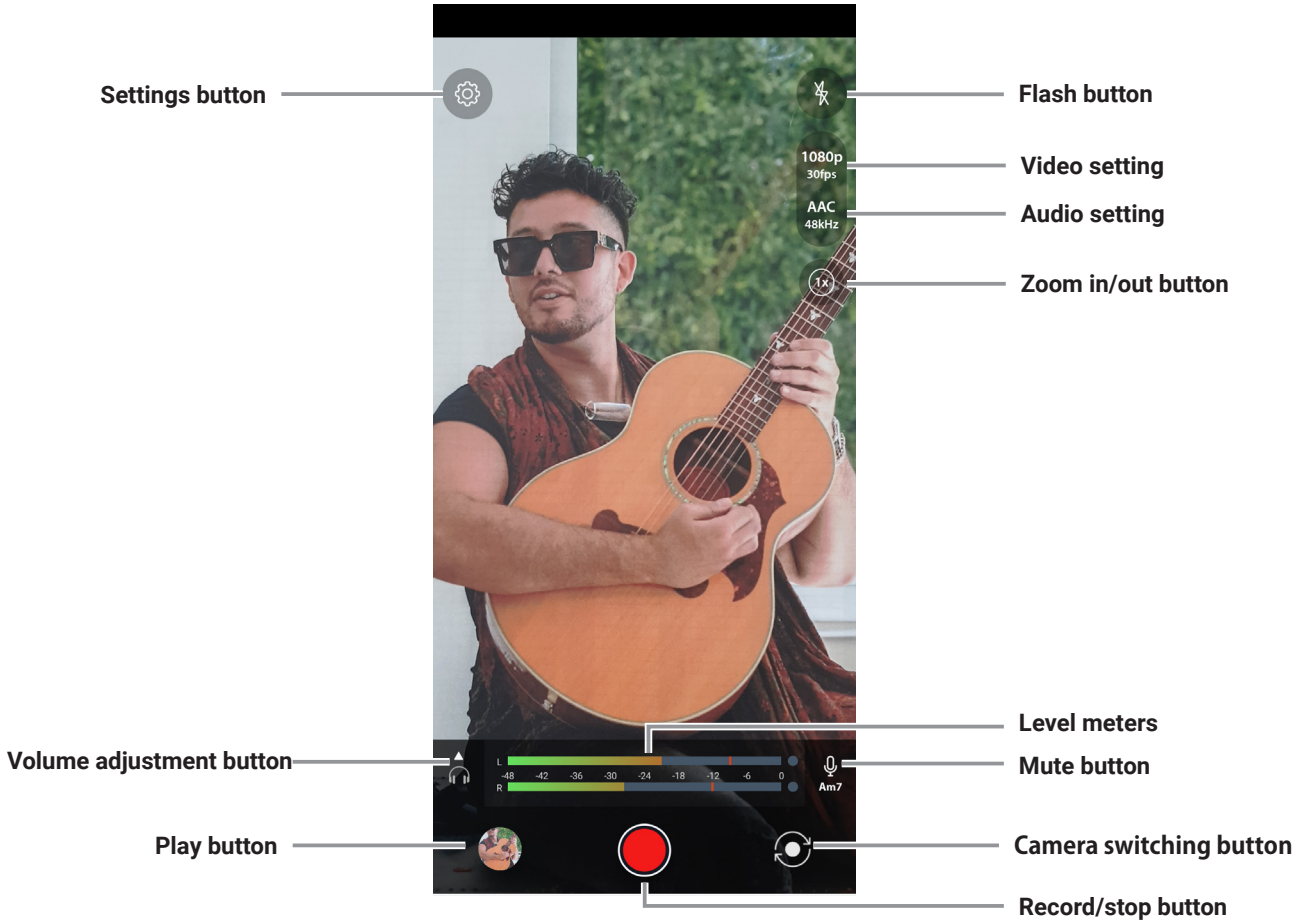 Settings button
Flash button
1080p
30fps
Video setting
AAC
48kHz
Audio setting
1x
Zoom in/out button
Level meters
Volume adjustment button
L
-48 -42 -36 -30 -24 -18 -12 -6 0
R
Am7
Mute button
Play button
Camera switching button
Record/stop button